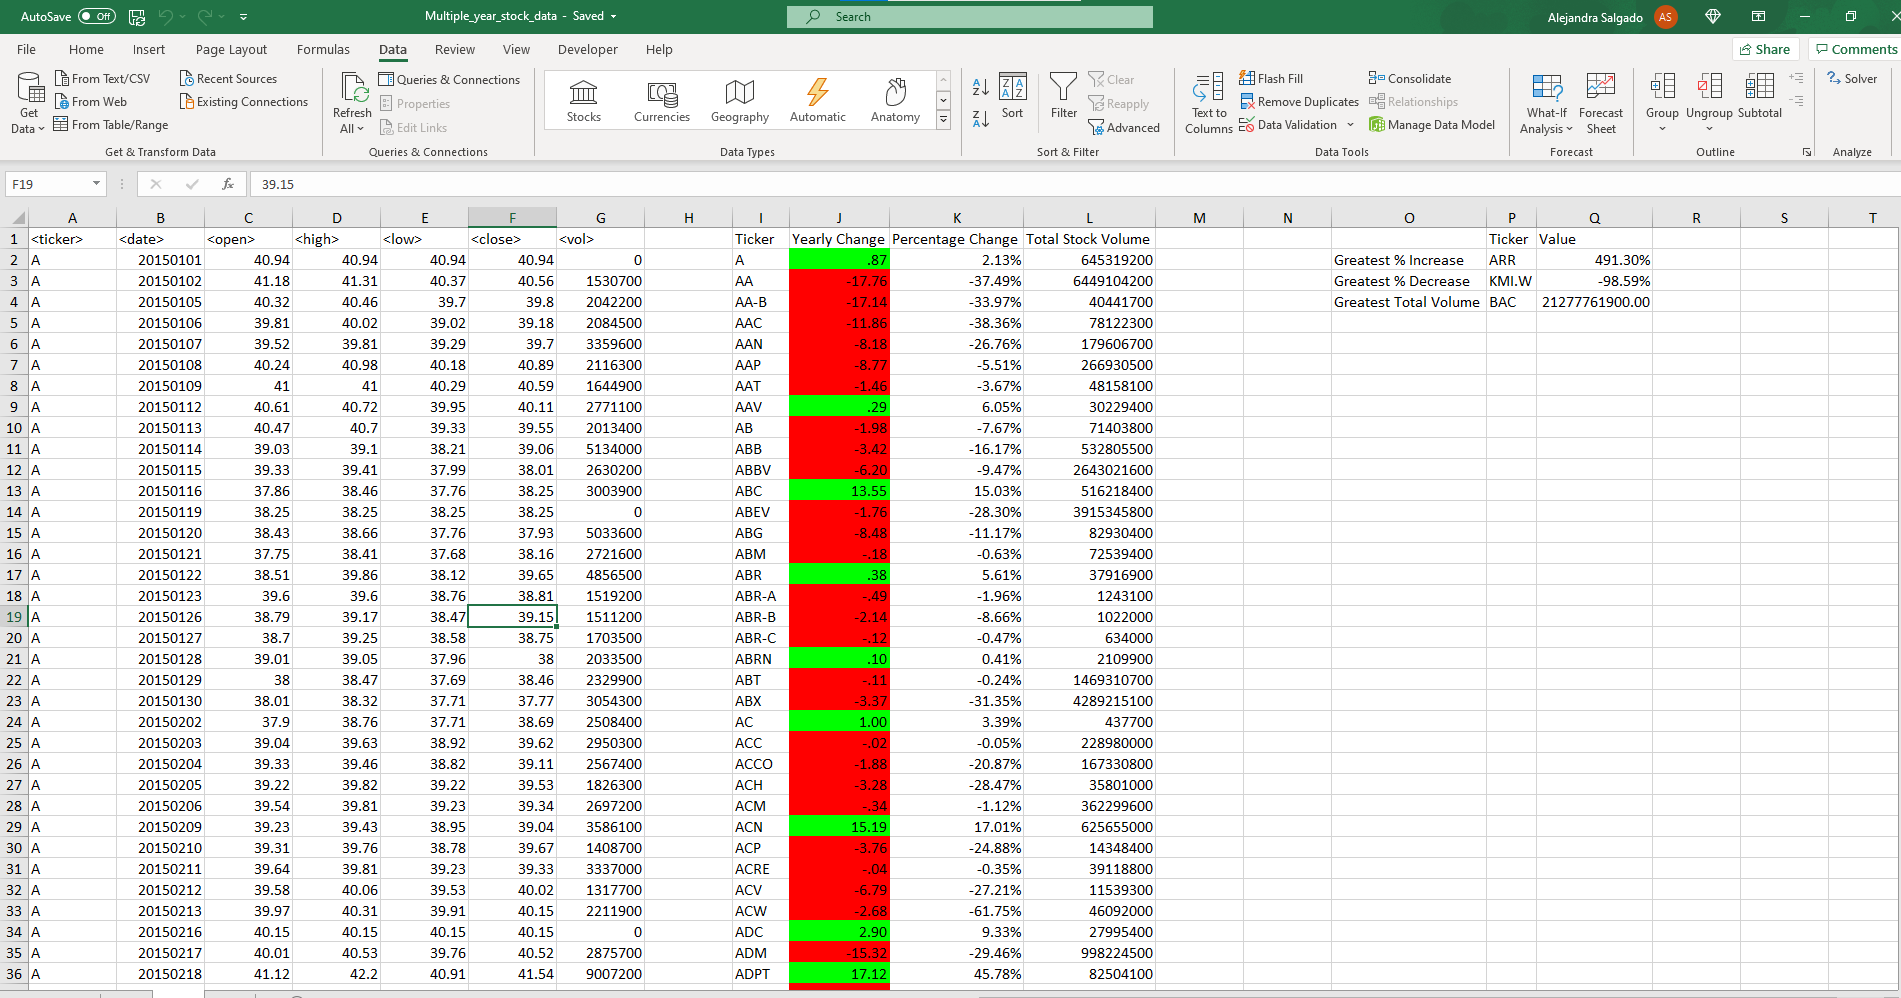 AutoSave Off Multiple_year_stock_data - Saved Search Alejandra Salgado AS
File Home Insert Page Layout Formulas Data Review View Developer Help Share Comments
Get Data
From Text/CSV
From Web
From Table/Range
Recent Sources
Existing Connections
Get & Transform Data
Refresh All
Queries & Connections
Properties
Edit Links
Queries & Connections
Stocks Currencies Geography Automatic Anatomy
Data Types
Sort
Filter
Clear
Reapply
Advanced
Sort & Filter
Text to Columns
Flash Fill
Remove Duplicates
Data Validation
Consolidate
Relationships
Manage Data Model
Data Tools
What-If Analysis
Forecast Sheet
Forecast
Group Ungroup Subtotal
Outline
Solver
Analyze
F19 fx 39.15
A B C D E F G H I J K L M N O P Q R S T
1 <ticker> <date> <open> <high> <low> <close> <vol> Ticker Yearly Change Percentage Change Total Stock Volume Ticker Value
2 A 20150101 40.94 40.94 40.94 40.94 0 A .87 2.13% 645319200 Greatest % Increase ARR 491.30%
3 A 20150102 41.18 41.31 40.37 40.56 1530700 AA -17.76 -37.49% 6449104200 Greatest % Decrease KMI.W -98.59%
4 A 20150105 40.32 40.46 39.7 39.8 2042200 AA-B -17.14 -33.97% 40441700 Greatest Total Volume BAC 21277761900.00
5 A 20150106 39.81 40.02 39.02 39.18 2084500 AAC -11.86 -38.36% 78122300
6 A 20150107 39.52 39.81 39.29 39.7 3359600 AAN -8.18 -26.76% 179606700
7 A 20150108 40.24 40.98 40.18 40.89 2116300 AAP -8.77 -5.51% 266930500
8 A 20150109 41 41 40.29 40.59 1644900 AAT -1.46 -3.67% 48158100
9 A 20150112 40.61 40.72 39.95 40.11 2771100 AAV .29 6.05% 30229400
10 A 20150113 40.47 40.7 39.33 39.55 2013400 AB -1.98 -7.67% 71403800
11 A 20150114 39.03 39.1 38.21 39.06 5134000 ABB -3.42 -16.17% 532805500
12 A 20150115 39.33 39.41 37.99 38.01 2630200 ABBV -6.20 -9.47% 2643021600
13 A 20150116 37.86 38.46 37.76 38.25 3003900 ABC 13.55 15.03% 516218400
14 A 20150119 38.25 38.25 38.25 38.25 0 ABEV -1.76 -28.30% 3915345800
15 A 20150120 38.43 38.66 37.76 37.93 5033600 ABG -8.48 -11.17% 82930400
16 A 20150121 37.75 38.41 37.68 38.16 2721600 ABM -.18 -0.63% 72539400
17 A 20150122 38.51 39.86 38.12 39.65 4856500 ABR .38 5.61% 37916900
18 A 20150123 39.6 39.6 38.76 38.81 1519200 ABR-A -.49 -1.96% 1243100
19 A 20150126 38.79 39.17 38.47 39.15 1511200 ABR-B -2.14 -8.66% 1022000
20 A 20150127 38.7 39.25 38.58 38.75 1703500 ABR-C -.12 -0.47% 634000
21 A 20150128 39.01 39.05 37.96 38 2033500 ABRN .10 0.41% 2109900
22 A 20150129 38 38.47 37.69 38.46 2329900 ABT -.11 -0.24% 1469310700
23 A 20150130 38.01 38.32 37.71 37.77 3054300 ABX -3.37 -31.35% 4289215100
24 A 20150202 37.9 38.76 37.71 38.69 2508400 AC 1.00 3.39% 437700
25 A 20150203 39.04 39.63 38.92 39.62 2950300 ACC -.02 -0.05% 228980000
26 A 20150204 39.33 39.46 38.82 39.11 2567400 ACCO -1.88 -20.87% 167330800
27 A 20150205 39.22 39.82 39.22 39.53 1826300 ACH -3.28 -28.47% 35801000
28 A 20150206 39.54 39.81 39.23 39.34 2697200 ACM -.34 -1.12% 362299600
29 A 20150209 39.23 39.43 38.95 39.04 3586100 ACN 15.19 17.01% 625655000
30 A 20150210 39.31 39.76 38.78 39.67 1408700 ACP -3.76 -24.88% 14348400
31 A 20150211 39.64 39.81 39.23 39.33 3337000 ACRE -.04 -0.35% 39118800
32 A 20150212 39.58 40.06 39.53 40.02 1317700 ACV -6.79 -27.21% 11539300
33 A 20150213 39.97 40.31 39.91 40.15 2211900 ACW -2.68 -61.75% 46092000
34 A 20150216 40.15 40.15 40.15 40.15 0 ADC 2.90 9.33% 27995400
35 A 20150217 40.01 40.53 39.76 40.52 2875700 ADM -15.32 -29.46% 998224500
36 A 20150218 41.12 42.2 40.91 41.54 9007200 ADPT 17.12 45.78% 82504100